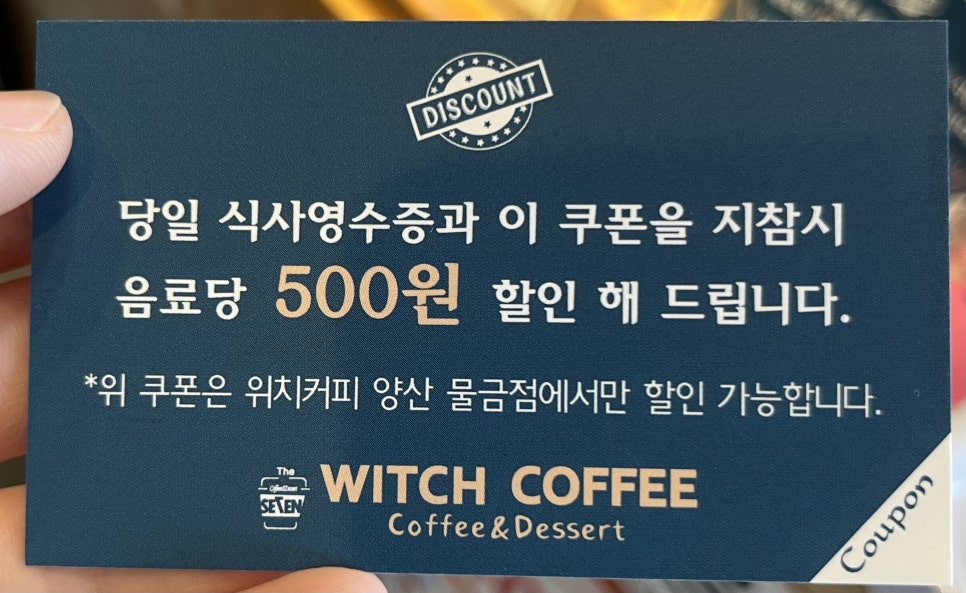 DISCOUNT
당일 식사영수증과 이 쿠폰을 지참시
음료당 500원 할인 해 드립니다.
*위 쿠폰은 위치커피 양산 물금점에서만 할인 가능합니다.
The
Coffee&Dessert
SE7EN
WITCH COFFEE
Coffee&Dessert
Coupon